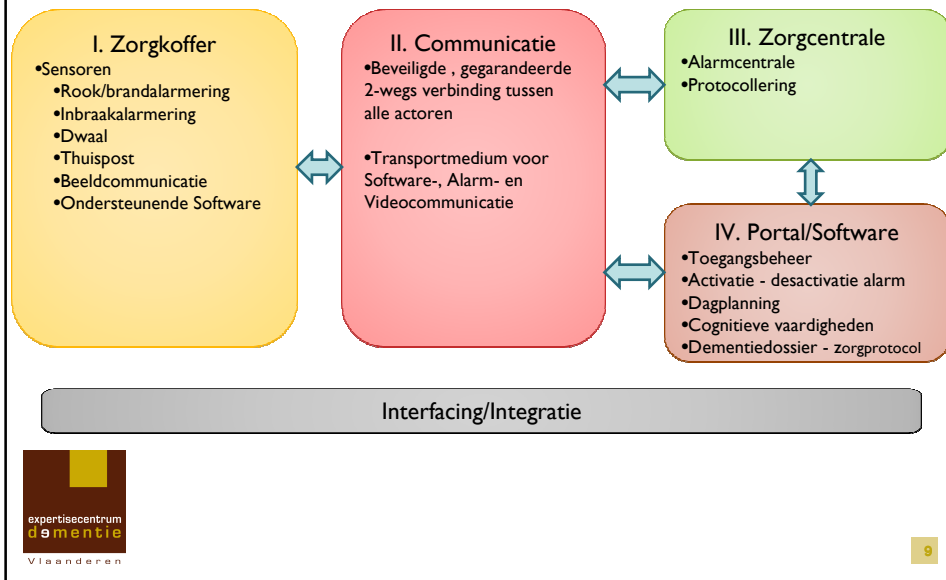 I. Zorgkoffer
•Sensoren
•Rook/brandalarmering
•Inbraakalarmering
•Dwaal
•Thuispost
•Beeldcommunicatie
•Ondersteunende Software
II. Communicatie
•Beveiligde , gegarandeerde
2-wegs verbinding tussen
alle actoren
•Transportmedium voor
Software-, Alarm- en
Videocommunicatie
III. Zorgcentrale
•Alarmcentrale
•Protocollering
IV. Portal/Software
•Toegangsbeheer
•Activatie - desactivatie alarm
•Dagplanning
•Cognitieve vaardigheden
•Dementiedossier - zorgprotocol
Interfacing/Integratie
expertisecentrum
dementie
Vlaanderen
9